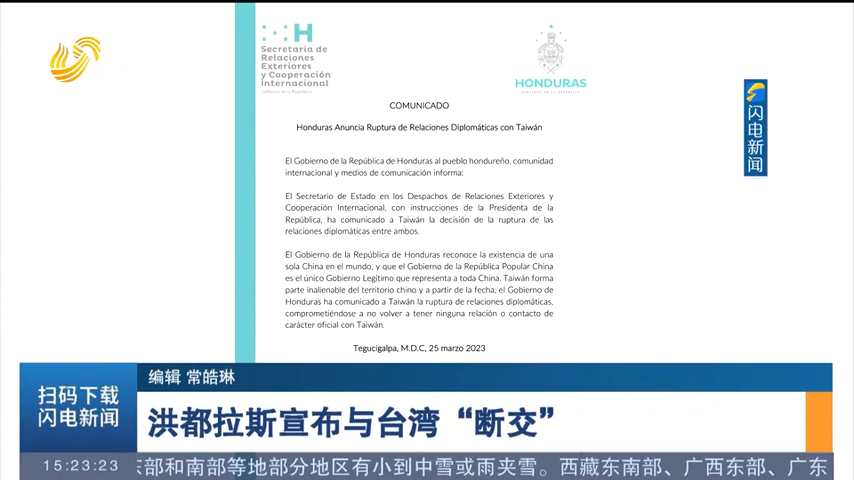 H
Secretaría de
Relaciones
Exteriores
y Cooperación
Internacional
Gobierno de la República
HONDURAS
GOBIERNO DE LA REPÚBLICA
COMUNICADO
Honduras Anuncia Ruptura de Relaciones Diplomáticas con Taiwán
El Gobierno de la República de Honduras al pueblo hondureño, comunidad
internacional y medios de comunicación informa:
El Secretario de Estado en los Despachos de Relaciones Exteriores y
Cooperación Internacional, con instrucciones de la Presidenta de la
República, ha comunicado a Taiwán la decisión de la ruptura de las
relaciones diplomáticas entre ambos.
El Gobierno de la República de Honduras reconoce la existencia de una
sola China en el mundo, y que el Gobierno de la República Popular China
es el único Gobierno Legítimo que representa a toda China. Taiwán forma
parte inalienable del territorio chino y a partir de la fecha, el Gobierno de
Honduras ha comunicado a Taiwán la ruptura de relaciones diplomáticas,
comprometiéndose a no volver a tener ninguna relación o contacto de
carácter oficial con Taiwán.
Tegucigalpa, M.D.C, 25 marzo 2023
闪电新闻
扫码下载
闪电新闻
编辑 常皓琳
洪都拉斯宣布与台湾“断交”
15:23:23
东部和南部等地部分地区有小到中雪或雨夹雪。西藏东南部、广西东部、广东